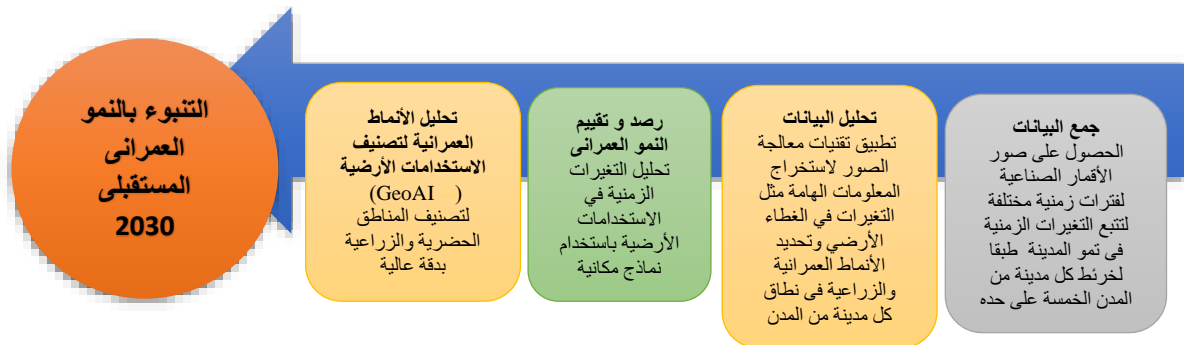 جمع البيانات
الحصول على صور
الأقمار الصناعية
لفترات زمنية مختلفة
لتتبع التغيرات الزمنية
فى تمو المدينة طبقا
لخرئط كل مدينة من
المدن الخمسة على حده
تحليل البيانات
تطبيق تقنيات معالجة
الصور لاستخراج
المعلومات الهامة مثل
التغيرات في الغطاء
الأرضي وتحديد
الأنماط العمرانية
والزراعية فى نطاق
كل مدينة من المدن
رصد و تقييم
النمو العمرانى
تحليل التغيرات
الزمنية في
الاستخدامات
الأرضية باستخدام
نماذج مكانية
تحليل الأنماط
العمرانية لتصنيف
الاستخدامات الأرضية
(GeoAI)
لتصنيف المناطق
الحضرية والزراعية
بدقة عالية
التنبوء بالنمو
العمرانى
المستقبلى
2030